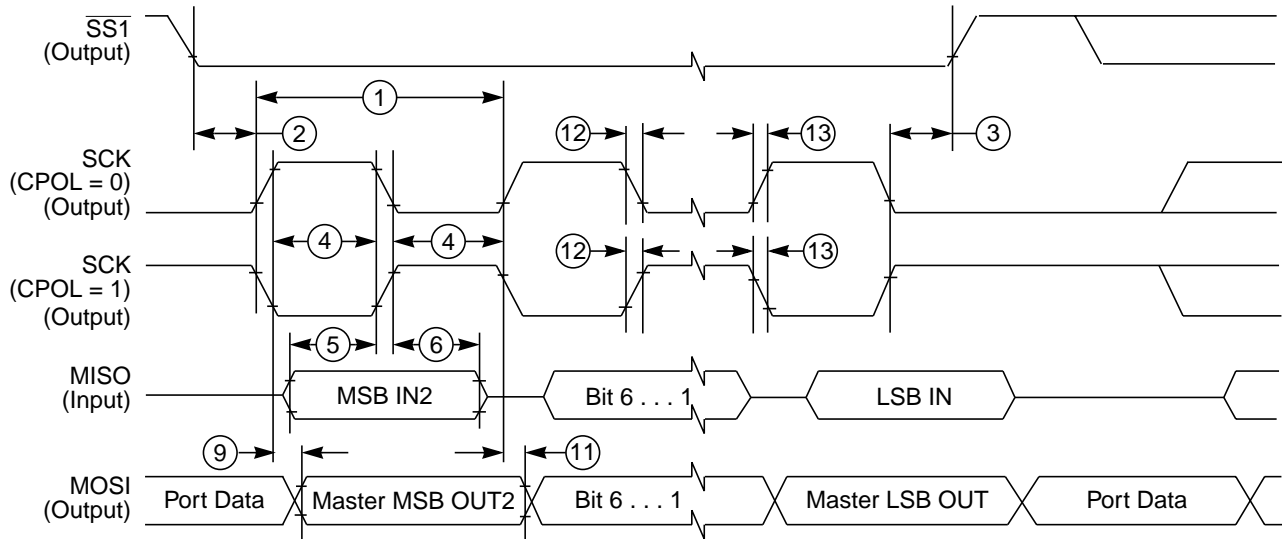 SS1
(Output)
1
2
12
13
3
SCK
(CPOL = 0)
(Output)
4
4
SCK
(CPOL = 1)
(Output)
12
13
5
6
MISO
(Input)
MSB IN2
Bit 6 . . . 1
LSB IN
9
11
MOSI
(Output)
Port Data
Master MSB OUT2
Bit 6 . . . 1
Master LSB OUT
Port Data